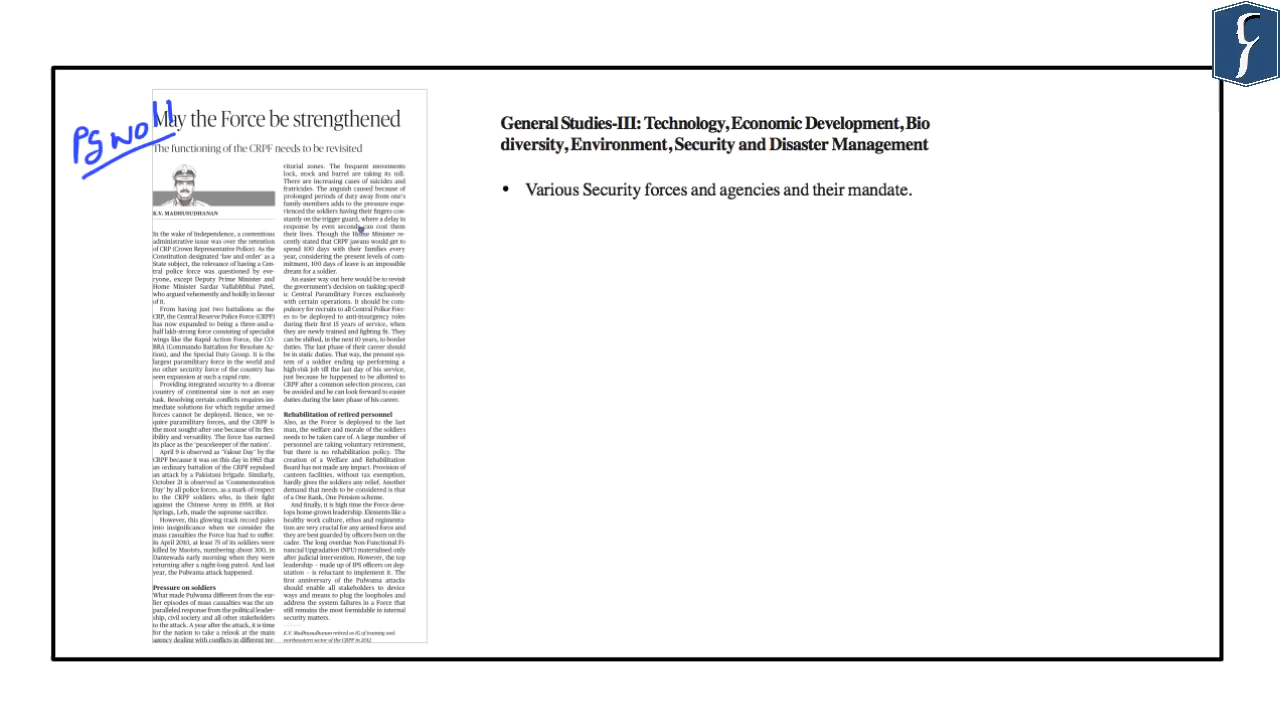 PG NO 11
May the Force be strengthened
The functioning of the CRPF needs to be revisited
K.V. MADHUSUDHANAN
In the wake of Independence, a contentious
administrative issue was over the retention
of CRP (Crown Representative Police). As the
Constitution designated 'law and order' as a
State subject, the relevance of having a Cen-
tral police force was questioned by eve-
ryone, except Deputy Prime Minister and
Home Minister Sardar Vallabhbhai Patel,
who argued vehemently and boldly in favour
of it.
From having just two battalions as the
CRP, the Central Reserve Police Force (CRPF)
has now expanded to being a three-and-a-
half lakh-strong force consisting of specialist
wings like the Rapid Action Force, the CO-
BRA (Commando Battalion for Resolute Ac-
tion), and the Special Duty Group. It is the
largest paramilitary force in the world and
no other security force of the country has
seen expansion at such a rapid rate.
Providing integrated security to a diverse
country of continental size is not an easy
task. Resolving certain conflicts requires im-
mediate solutions for which regular armed
forces cannot be deployed. Hence, we re-
quire paramilitary forces, and the CRPF is
the most sought after one because of its flex-
ibility and versatility. The force has earned
its place as the 'peacekeeper of the nation'.
April 9 is observed as 'Valour Day' by the
CRPF because it was on this day in 1965 that
an ordinary battalion of the CRPF repulsed
an attack by a Pakistani brigade. Similarly,
October 21 is observed as 'Commemoration
Day' by all police forces, as a mark of respect
to the CRPF soldiers who, in their fight
against the Chinese Army in 1959, at Hot
Springs, Leh, made the supreme sacrifice.
However, this glowing track record pales
into insignificance when we consider the
mass casualties the Force has had to suffer.
In April 2010, at least 75 of its soldiers were
killed by Maoists, numbering about 300, in
Dantewada early morning when they were
returning after a night-long patrol. And last
year, the Pulwama attack happened.
Pressure on soldiers
What made Pulwama different from the ear-
lier episodes of mass casualties was the un-
paralleled response from the political leader-
ship, civil society and all other stakeholders
to the attack. A year after the attack, it is time
for the nation to take a relook at the main
agency dealing with conflicts in different ter-
ritorial zones. The frequent movements
lock, stock and barrel are taking its toll.
There are increasing cases of suicides and
fratricides. The anguish caused because of
prolonged periods of duty away from one's
family members adds to the pressure expe-
rienced the soldiers having their fingers con-
stantly on the trigger guard, where a delay in
response by even seconds can cost them
their lives. Though the Home Minister re-
cently stated that CRPF jawans would get to
spend 100 days with their families every
year, considering the present levels of com-
mitment, 100 days of leave is an impossible
dream for a soldier.
An easier way out here would be to revisit
the government's decision on tasking specif-
ic Central Paramilitary Forces exclusively
with certain operations. It should be com-
pulsory for recruits to all Central Police Forc-
es to be deployed to anti-insurgency roles
during their first 15 years of service, when
they are newly trained and fighting fit. They
can be shifted, in the next 10 years, to border
duties. The last phase of their career should
be in static duties. That way, the present sys-
tem of a soldier ending up performing a
high-risk job till the last day of his service,
just because he happened to be allotted to
CRPF after a common selection process, can
be avoided and he can look forward to easier
duties during the later phase of his career.
Rehabilitation of retired personnel
Also, as the Force is deployed to the last
man, the welfare and morale of the soldiers
needs to be taken care of. A large number of
personnel are taking voluntary retirement,
but there is no rehabilitation policy. The
creation of a Welfare and Rehabilitation
Board has not made any impact. Provision of
canteen facilities, without tax exemption,
hardly gives the soldiers any relief. Another
demand that needs to be considered is that
of a One Rank, One Pension scheme.
And finally, it is high time the Force deve-
lops home-grown leadership. Elements like a
healthy work culture, ethos and regimenta-
tion are very crucial for any armed force and
they are best guarded by officers born on the
cadre. The long overdue Non-Functional Fi-
nancial Upgradation (NFU) materialised only
after judicial intervention. However, the top
leadership – made up of IPS officers on dep-
utation – is reluctant to implement it. The
first anniversary of the Pulwama attacks
should enable all stakeholders to device
ways and means to plug the loopholes and
address the system failures in a Force that
still remains the most formidable in internal
security matters.
K.V. Madhusudhanan retired as IG of training and
northeastern sector of the CRPF in 2012
General Studies-III: Technology, Economic Development, Bio
diversity, Environment, Security and Disaster Management
• Various Security forces and agencies and their mandate.